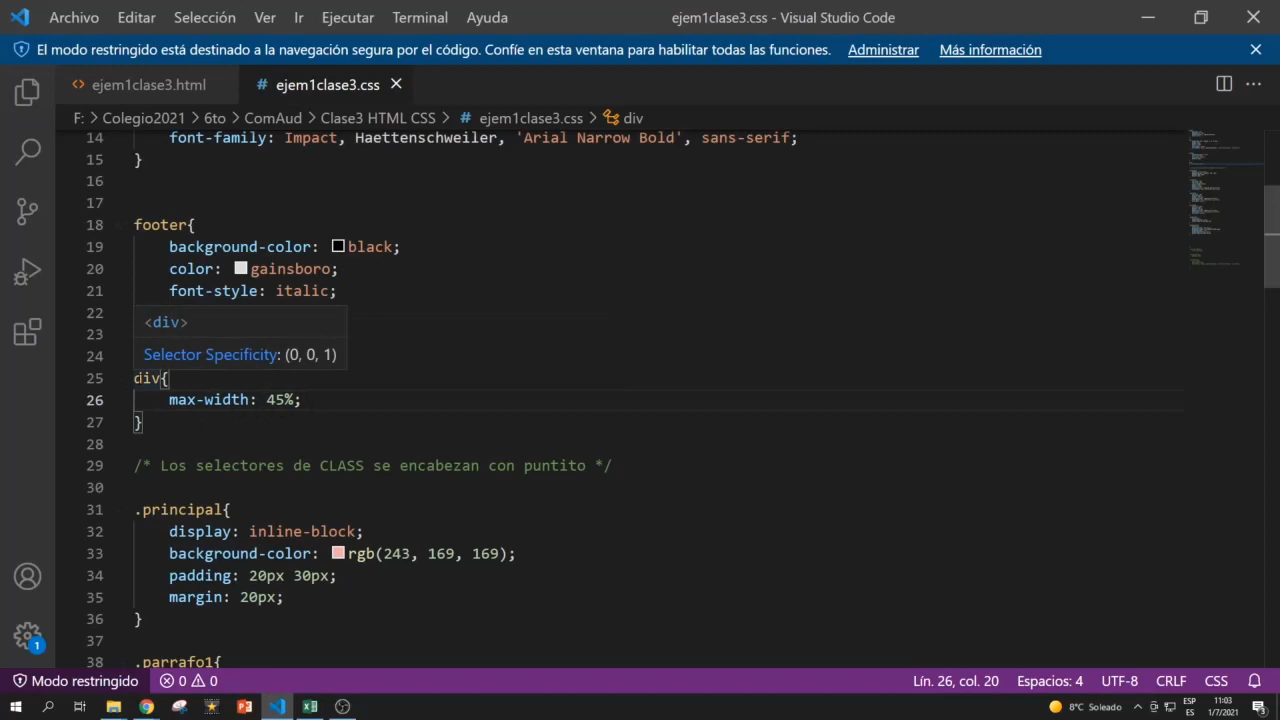 Archivo Editar Selección Ver Ir Ejecutar Terminal Ayuda ejem1clase3.css - Visual Studio Code
El modo restringido está destinado a la navegación segura por el código. Confíe en esta ventana para habilitar todas las funciones. Administrar Más información
<> ejem1clase3.html # ejem1clase3.css
F: > Colegio2021 > 6to > ComAud > Clase3 HTML CSS > # ejem1clase3.css > div
14 font-family: Impact, Haettenschweiler, 'Arial Narrow Bold', sans-serif;
15 }
16
17
18 footer{
19 background-color: black;
20 color: gainsboro;
21 font-style: italic;
22 <div>
23
24 Selector Specificity: (0, 0, 1)
25 div{
26 max-width: 45%;
27 }
28
29 /* Los selectores de CLASS se encabezan con puntito */
30
31 .principal{
32 display: inline-block;
33 background-color: rgb(243, 169, 169);
34 padding: 20px 30px;
35 margin: 20px;
36 }
37
38 .parrafo1{
1
Modo restringido 0 0 Lín. 26, col. 20 Espacios: 4 UTF-8 CRLF CSS
8°C Soleado ESP ES 11:03 1/7/2021 3